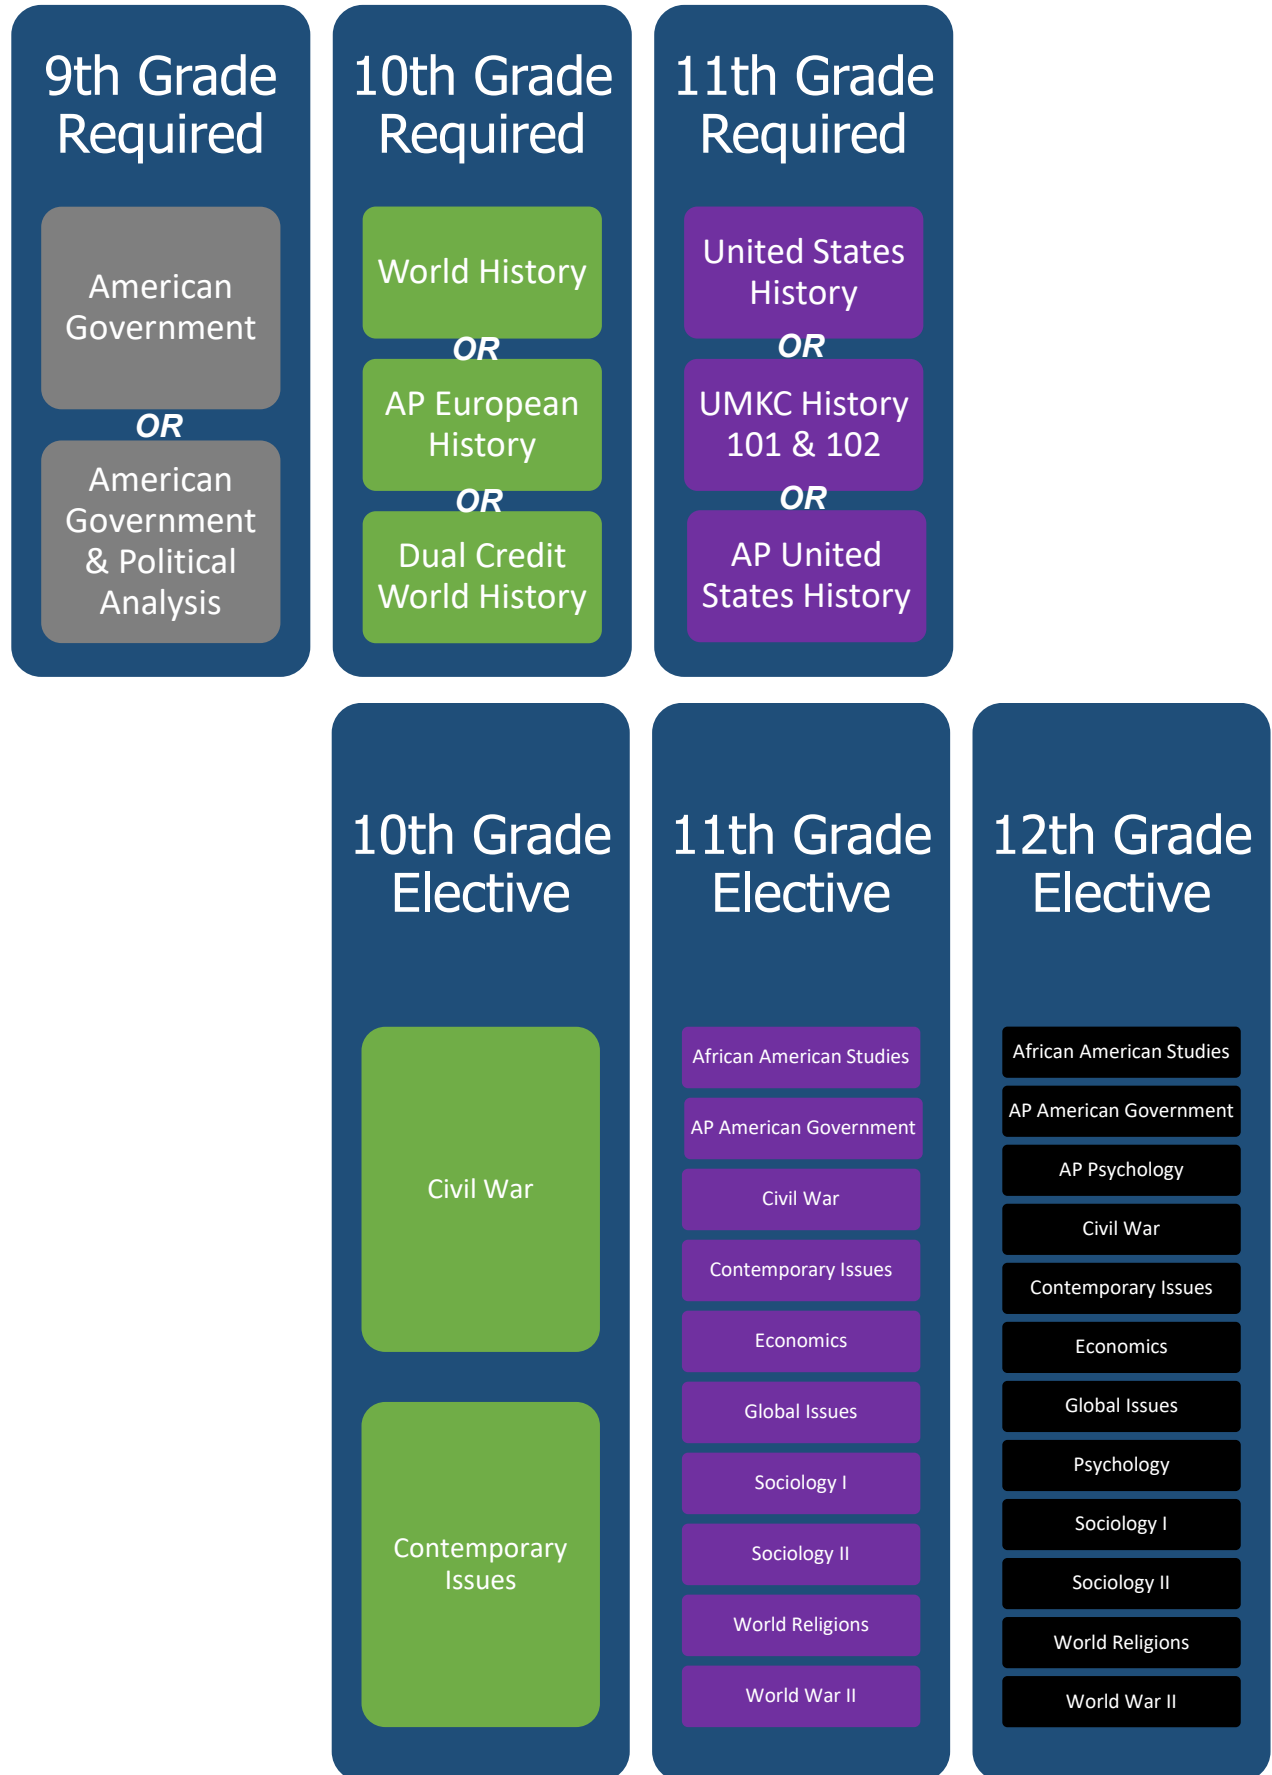 9th Grade
Required
American
Government
OR
American
Government
& Political
Analysis
10th Grade
Required
World History
OR
AP European
History
OR
Dual Credit
World History
11th Grade
Required
United States
History
OR
UMKC History
101 & 102
OR
AP United
States History
10th Grade
Elective
Civil War
Contemporary
Issues
11th Grade
Elective
African American Studies
AP American Government
Civil War
Contemporary Issues
Economics
Global Issues
Sociology I
Sociology II
World Religions
World War II
12th Grade
Elective
African American Studies
AP American Government
AP Psychology
Civil War
Contemporary Issues
Economics
Global Issues
Psychology
Sociology I
Sociology II
World Religions
World War II